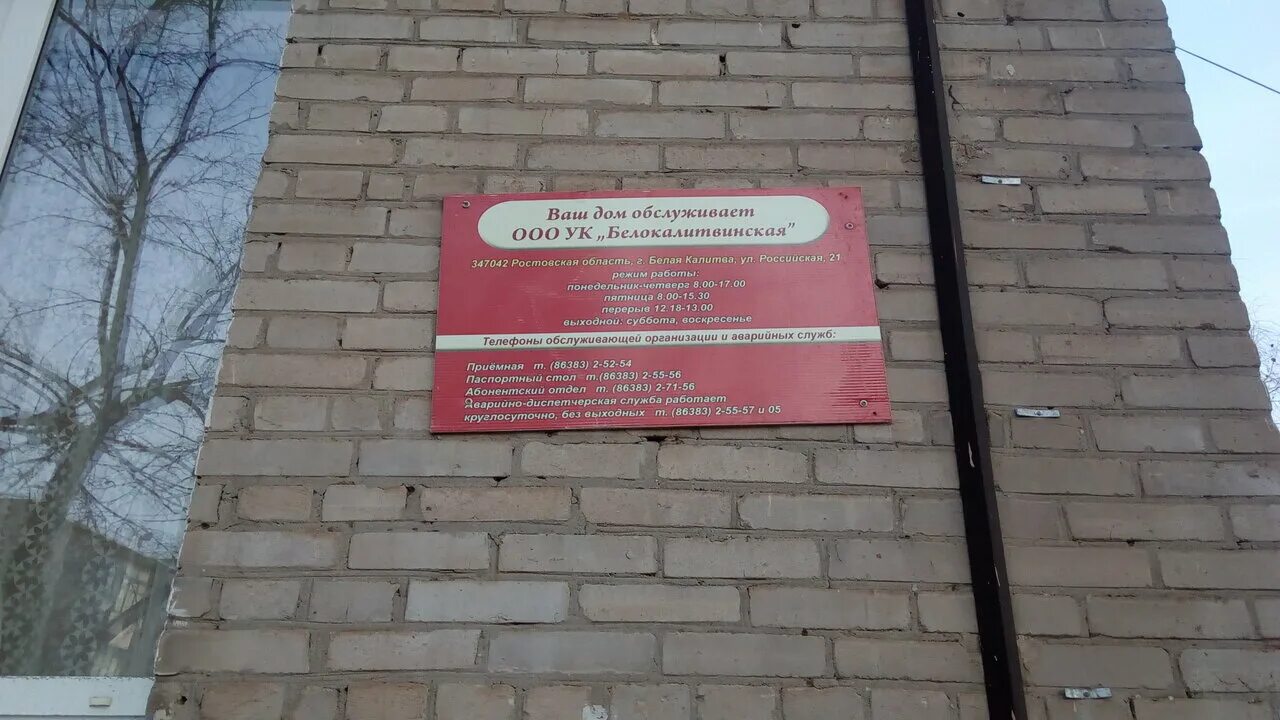 Ваш дом обслуживает
ООО УК „Белокалитвинская”
347042 Ростовская область, г. Белая Калитва, ул. Российская, 21
режим работы:
понедельник-четверг 8.00-17.00
пятница 8.00-15.30
перерыв 12.18-13.00
выходной: суббота, воскресенье
Телефоны обслуживающей организации и аварийных служб:
Приёмная т. (86383) 2-52-54
Паспортный стол т.(86383) 2-55-56
Абонентский отдел т. (86383) 2-71-56
Аварийно-диспетчерская служба работает
круглосуточно, без выходных т. (86383) 2-55-57 и 05